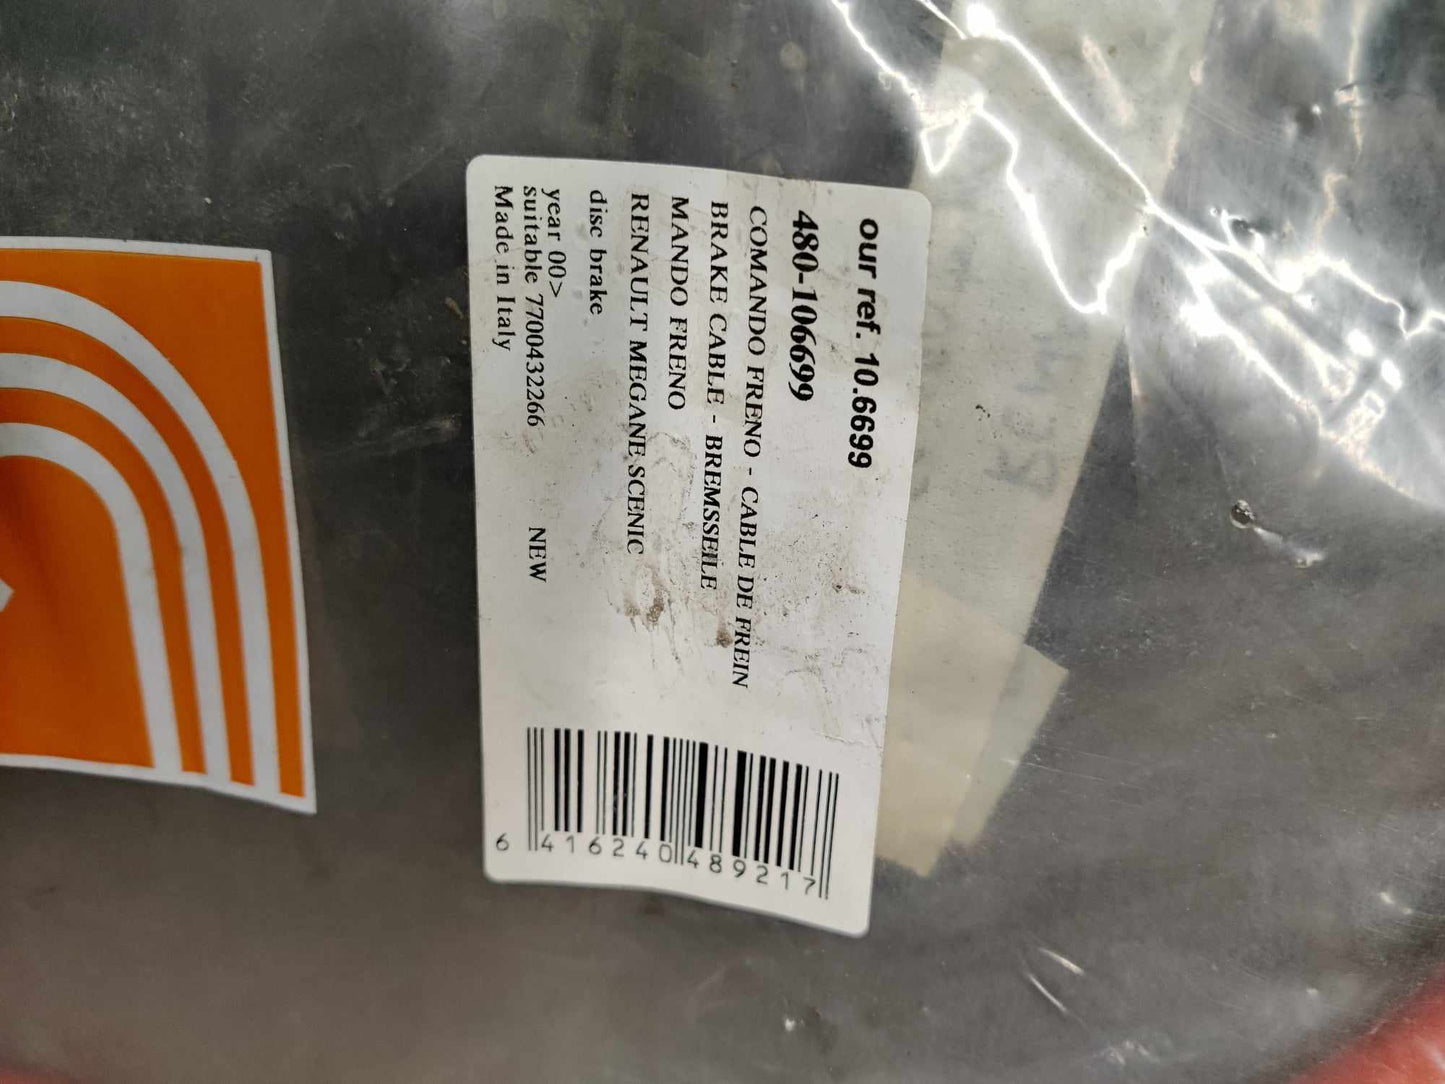 our ref. 10.6699
480-106699
COMANDO FRENO - CABLE DE FREIN
BRAKE CABLE - BREMSSEILE
MANDO FRENO
RENAULT MEGANE SCENIC
disc brake
year 00>
suitable 7700432266 NEW
Made in Italy
6 416240 489217